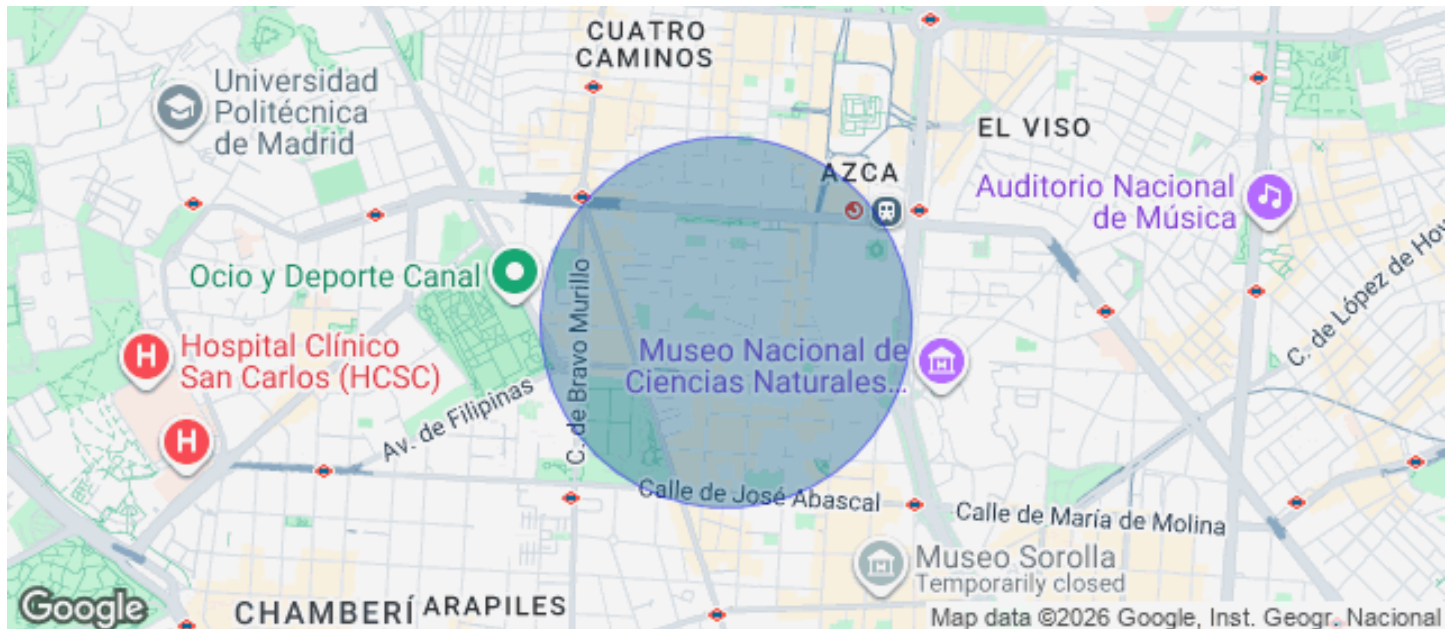 CUATRO
CAMINOS
Universidad
Politécnica
de Madrid
EL VISO
AZCA
Auditorio Nacional
de Música
Ocio y Deporte Canal
C. de Bravo Murillo
C. de López de Hoy
Hospital Clínico
San Carlos (HCSC)
H
H
Museo Nacional de
Ciencias Naturales...
Av. de Filipinas
Calle de José Abascal
Calle de María de Molina
Museo Sorolla
Temporarily closed
CHAMBERÍ
ARAPILES
Google
Map data ©2026 Google, Inst. Geogr. Nacional